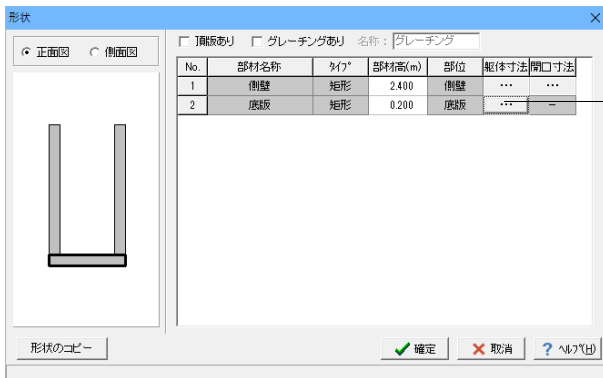 形状
正面図 側面図
頂版あり グレーチングあり 名称：グレーチング
No. 部材名称 ﾀｲﾌﾟ 部材高(m) 部位 躯体寸法 開口寸法
1 側壁 矩形 2.400 側壁 … …
2 底版 矩形 0.200 底版 … －
形状のコピー
確定 取消 ? ﾍﾙﾌﾟ(H)